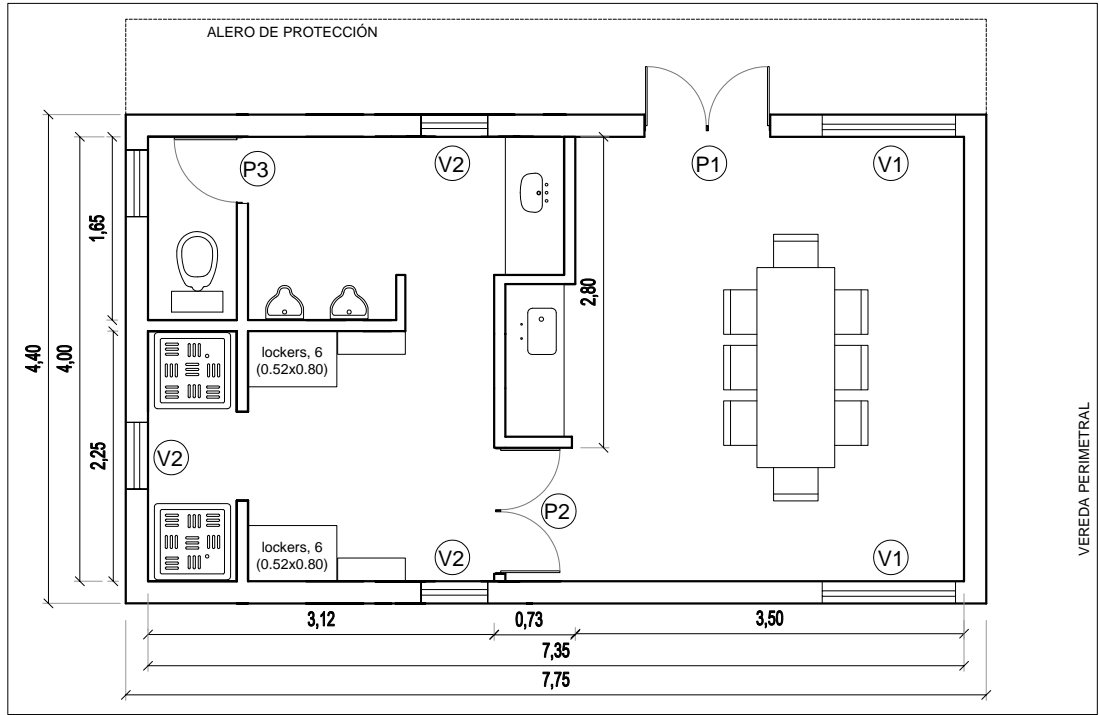 ALERO DE PROTECCIÓN
P3
V2
P1
V1
1,65
2,80
4,40
4,00
lockers, 6
(0.52x0.80)
2,25
V2
VEREDA PERIMETRAL
P2
lockers, 6
(0.52x0.80)
V2
V1
3,12
0,73
3,50
7,35
7,75